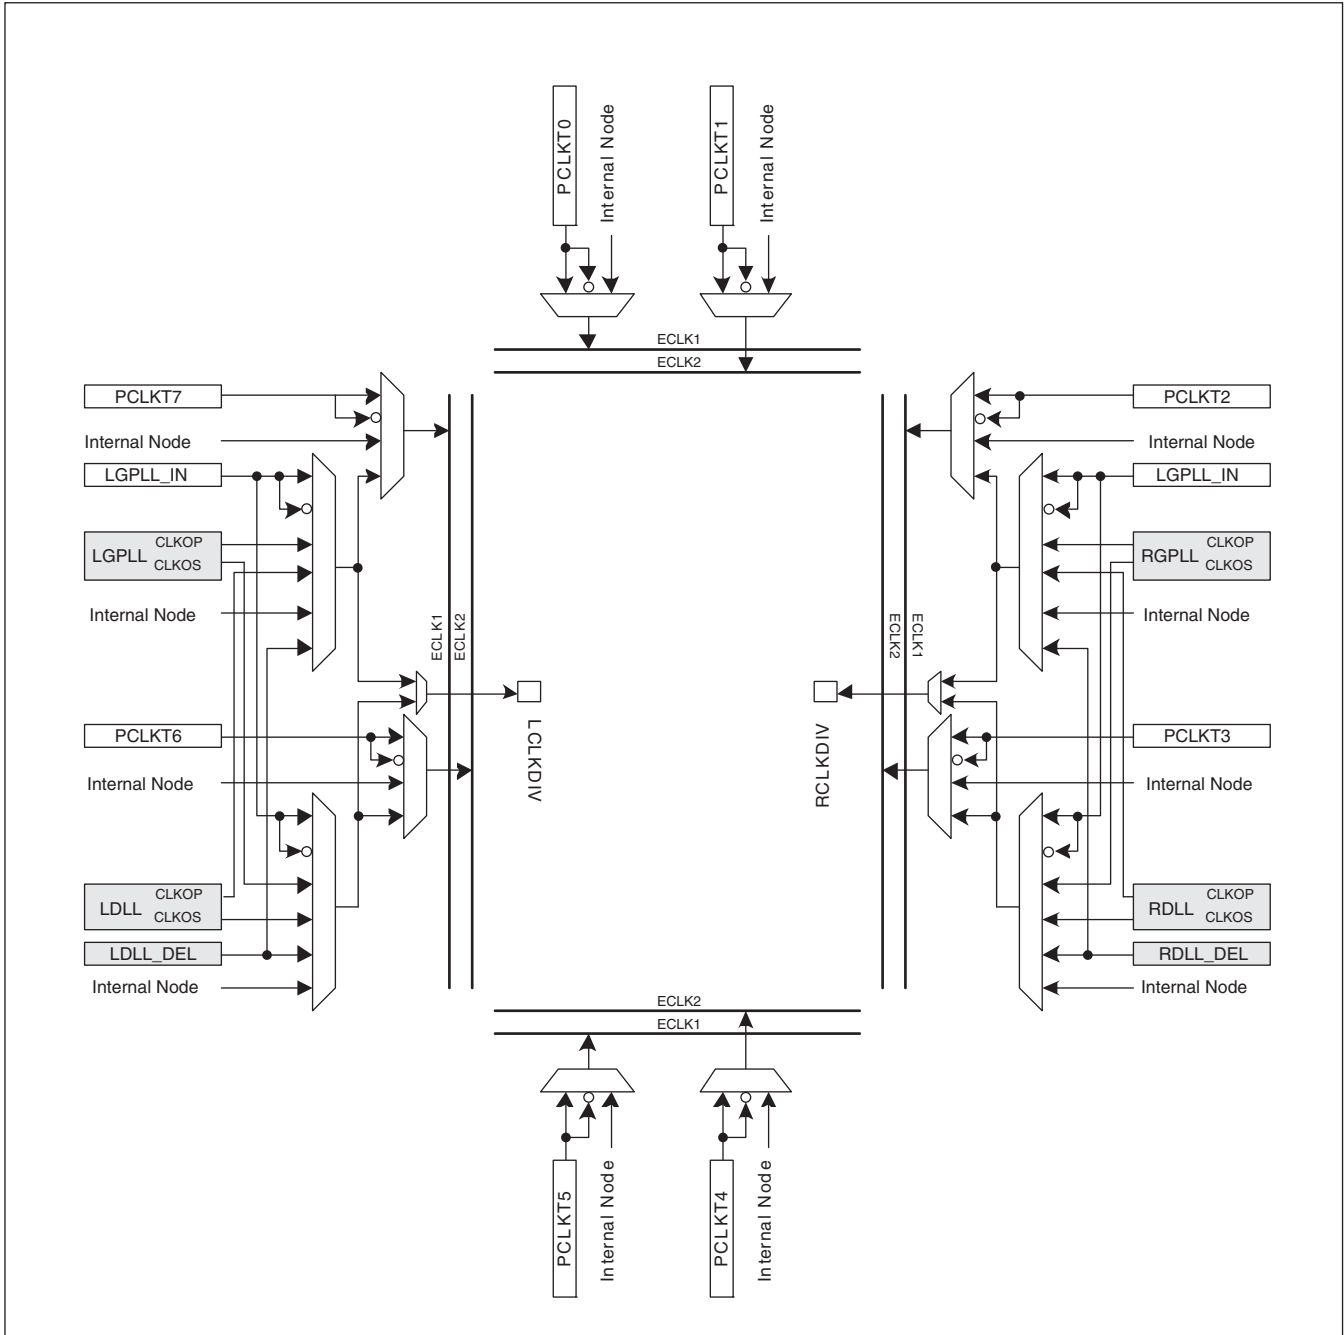 PCLKT0
Internal Node
PCLKT1
Internal Node
ECLK1
ECLK2
PCLKT7
PCLKT2
Internal Node
Internal Node
LGPLL_IN
LGPLL_IN
LGPLL CLKOP
CLKOS
RGPLL CLKOP
CLKOS
Internal Node
Internal Node
ECLK1
ECLK2
ECLK2
ECLK1
LCLKDIV
RCLKDIV
PCLKT6
PCLKT3
Internal Node
Internal Node
LDLL CLKOP
CLKOS
RDLL CLKOP
CLKOS
LDLL_DEL
RDLL_DEL
Internal Node
Internal Node
ECLK2
ECLK1
PCLKT5
Internal Node
PCLKT4
Internal Node